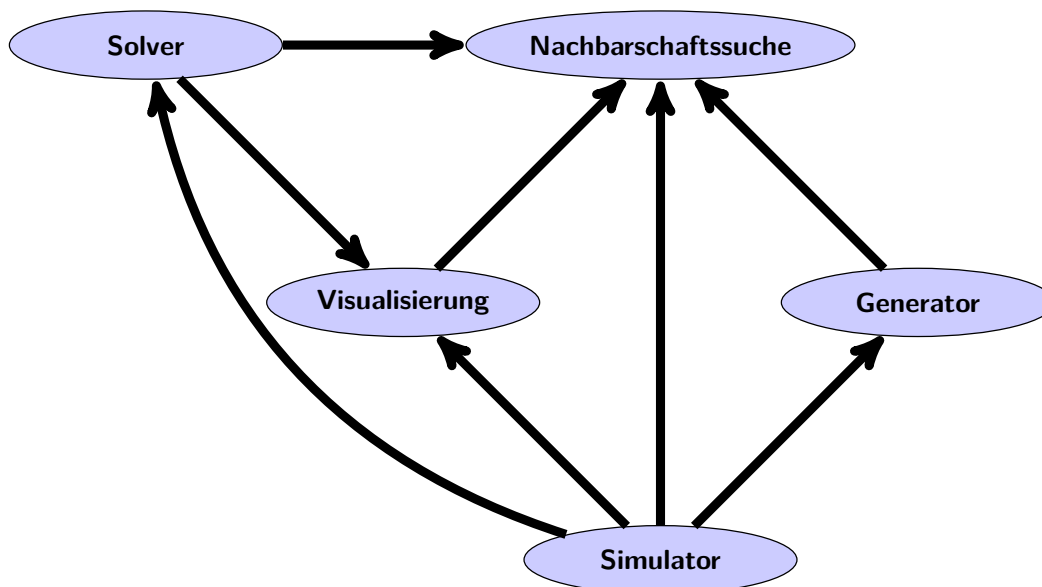 Solver
Nachbarschaftssuche
Visualisierung
Generator
Simulator